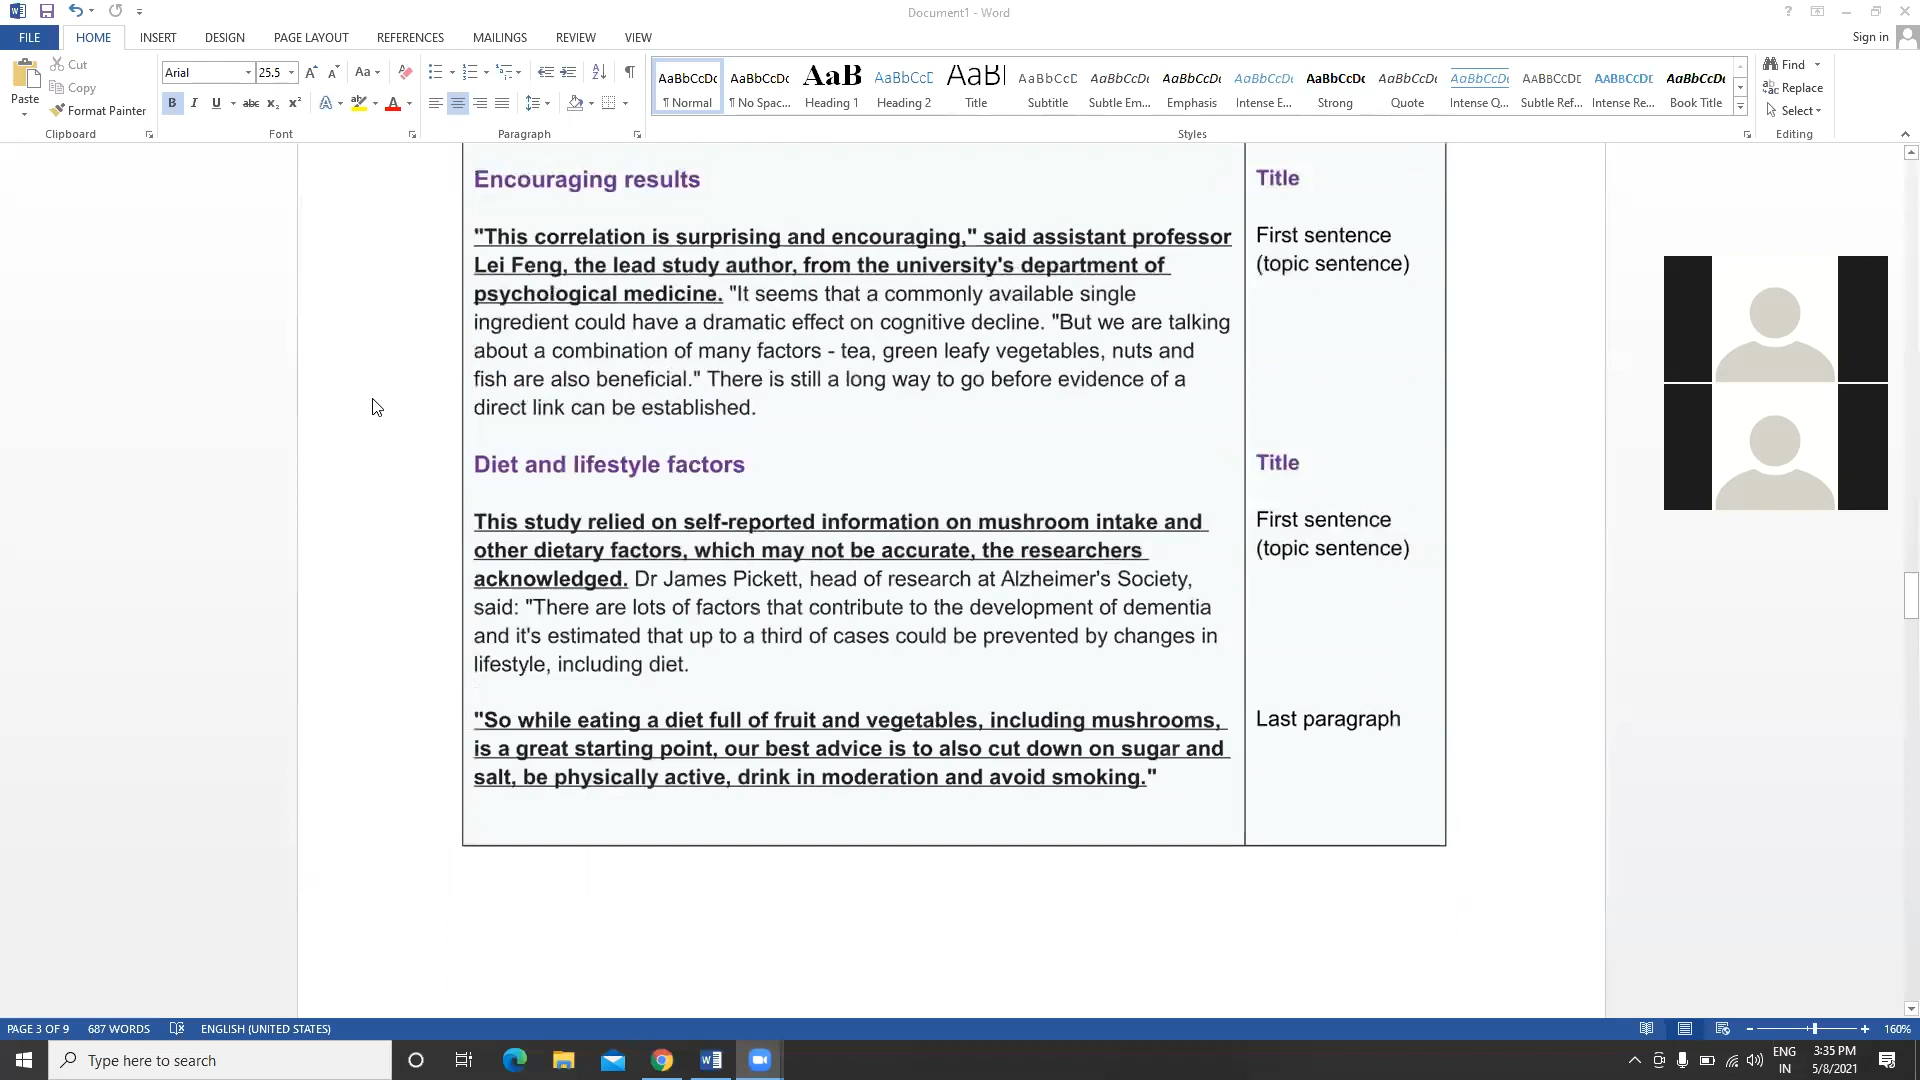 Document1 - Word
?
FILE
HOME
INSERT
DESIGN
PAGE LAYOUT
REFERENCES
MAILINGS
REVIEW
VIEW
Sign in
Paste
Cut
Copy
Format Painter
Clipboard
Arial
25.5
Font
Paragraph
AaBbCcDc
¶ Normal
AaBbCcDc
¶ No Spac...
AaB
Heading 1
AaBbCcD
Heading 2
AaB
Title
AaBbCcD
Subtitle
AaBbCcDc
Subtle Em...
AaBbCcDc
Emphasis
AaBbCcDc
Intense E...
AaBbCcDc
Strong
AaBbCcDc
Quote
AaBbCcDc
Intense Q...
AABBCCDE
Subtle Ref...
AABBCCDE
Intense Re...
AaBbCcDc
Book Title
Styles
Find
Replace
Select
Editing
Encouraging results
Title
"This correlation is surprising and encouraging," said assistant professor
Lei Feng, the lead study author, from the university's department of
psychological medicine. "It seems that a commonly available single
ingredient could have a dramatic effect on cognitive decline. "But we are talking
about a combination of many factors - tea, green leafy vegetables, nuts and
fish are also beneficial." There is still a long way to go before evidence of a
direct link can be established.
First sentence
(topic sentence)
Diet and lifestyle factors
Title
This study relied on self-reported information on mushroom intake and
other dietary factors, which may not be accurate, the researchers
acknowledged. Dr James Pickett, head of research at Alzheimer's Society,
said: "There are lots of factors that contribute to the development of dementia
and it's estimated that up to a third of cases could be prevented by changes in
lifestyle, including diet.
First sentence
(topic sentence)
"So while eating a diet full of fruit and vegetables, including mushrooms,
is a great starting point, our best advice is to also cut down on sugar and
salt, be physically active, drink in moderation and avoid smoking."
Last paragraph
PAGE 3 OF 9
687 WORDS
ENGLISH (UNITED STATES)
160%
Type here to search
ENG
IN
3:35 PM
5/8/2021